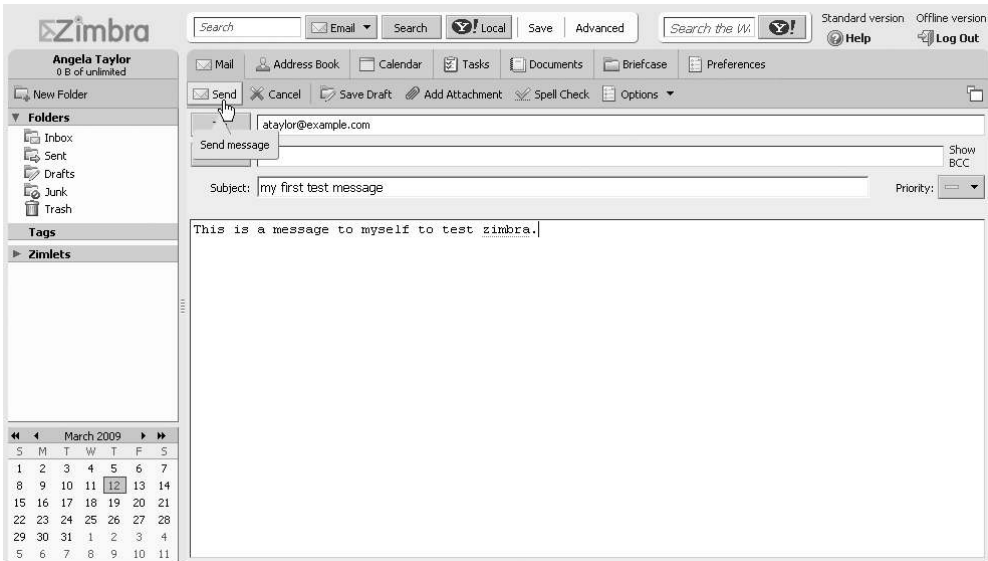 Zimbra
Search Email Search Y! Local Save Advanced Search the W Y! Standard version Offline version
Help Log Out
Angela Taylor
0 B of unlimited
Mail Address Book Calendar Tasks Documents Briefcase Preferences
New Folder
Send Cancel Save Draft Add Attachment Spell Check Options
Folders
ataylor@example.com
Inbox
Send message
Show
BCC
Sent
Drafts
Subject: my first test message
Priority:
Junk
Trash
Tags
This is a message to myself to test zimbra.
Zimlets
March 2009
S M T W T F S
1 2 3 4 5 6 7
8 9 10 11 12 13 14
15 16 17 18 19 20 21
22 23 24 25 26 27 28
29 30 31 1 2 3 4
5 6 7 8 9 10 11